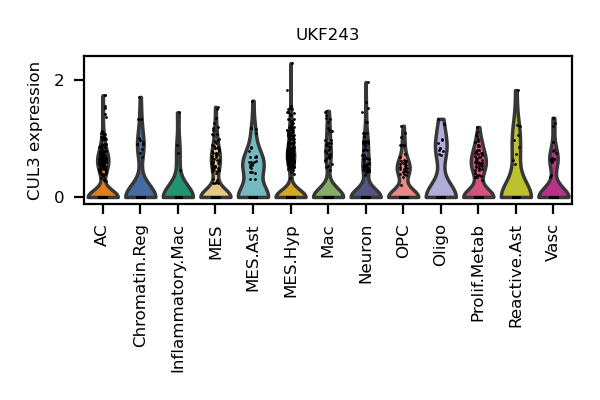 UKF243
CUL3 expression
2
0
AC
Chromatin.Reg
Inflammatory.Mac
MES
MES.Ast
MES.Hyp
Mac
Neuron
OPC
Oligo
Prolif.Metab
Reactive.Ast
Vasc